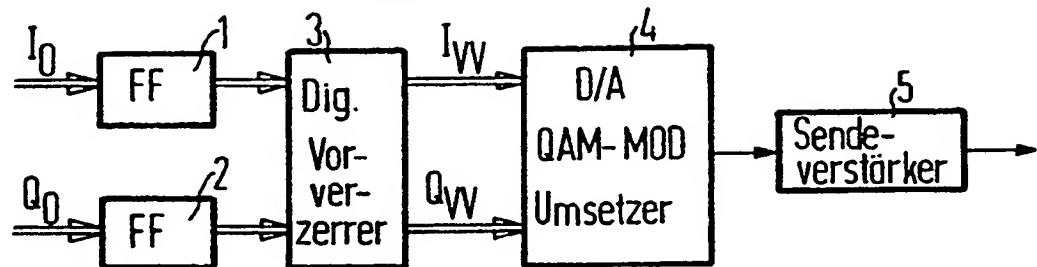 I0
1
FF
Q0
2
FF
3
Dig.
Vor-
ver-
zerrer
IVV
QVV
4
D/A
QAM-MOD
Umsetzer
5
Sende-
verstärker